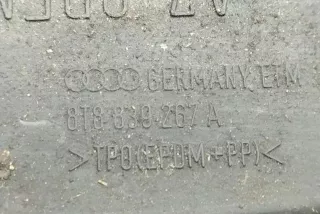 GERMANY ETM
8T8 839 267 A
>TPO(EPDM+PP)<